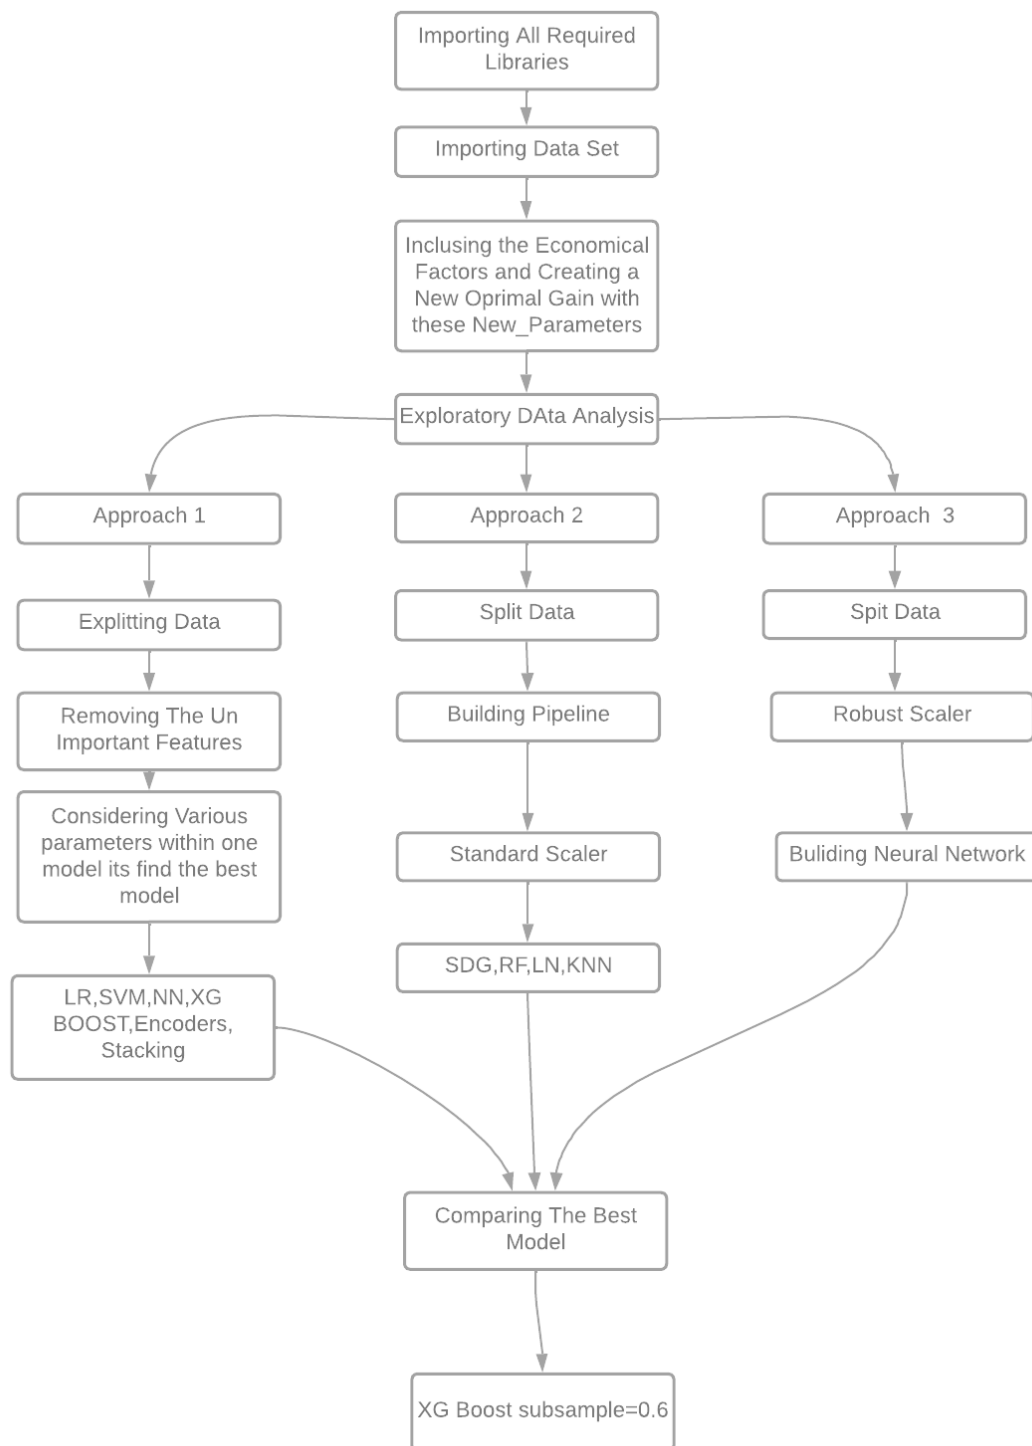 Importing All Required
Libraries
Importing Data Set
Inclusing the Economical
Factors and Creating a
New Oprimal Gain with
these New_Parameters
Exploratory DAta Analysis
Approach 1
Approach 2
Approach  3
Explitting Data
Split Data
Spit Data
Removing The Un
Important Features
Building Pipeline
Robust Scaler
Considering Various
parameters within one
model its find the best
model
Standard Scaler
Buliding Neural Network
LR,SVM,NN,XG
BOOST,Encoders,
Stacking
SDG,RF,LN,KNN
Comparing The Best
Model
XG Boost subsample=0.6